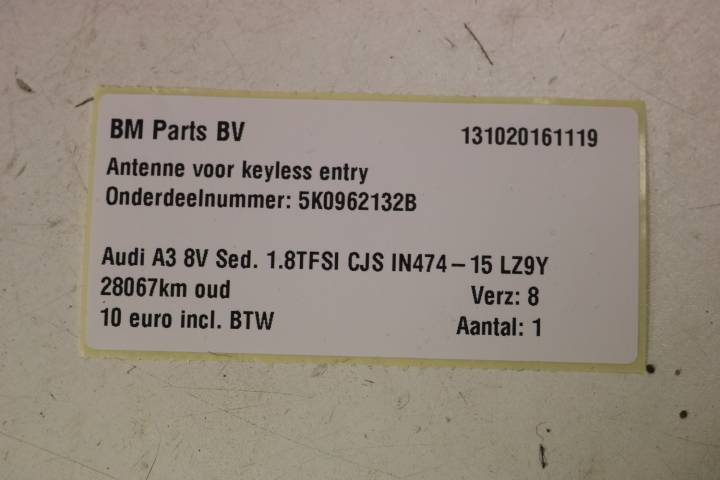 BM Parts BV 131020161119
Antenne voor keyless entry
Onderdeelnummer: 5K0962132B
Audi A3 8V Sed. 1.8TFSI CJS IN474-15 LZ9Y
28067km oud Verz: 8
10 euro incl. BTW Aantal: 1